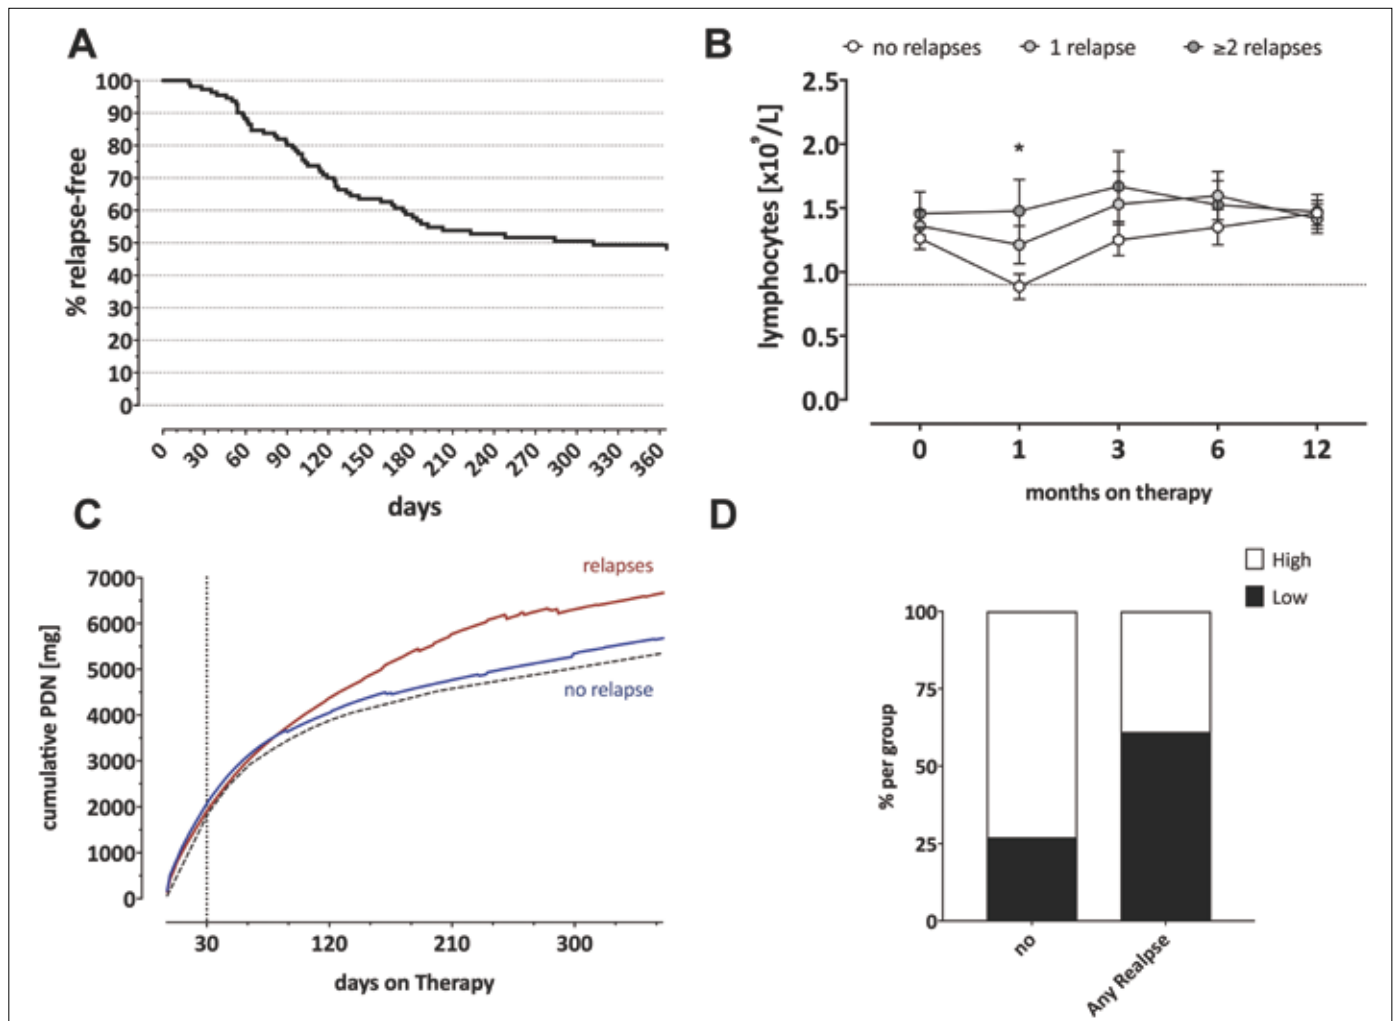 A
100
90
80
70
60
50
40
30
20
10
0
% relapse-free
0 30 60 90 120 150 180 210 240 270 300 330 360
days
B
no relapses 1 relapse ≥2 relapses
2.5
2.0
1.5
1.0
0.5
0.0
lymphocytes [x10⁹/L]
*
0 1 3 6 12
months on therapy
C
7000
6000
5000
4000
3000
2000
1000
0
cumulative PDN [mg]
relapses
no relapse
30 120 210 300
days on Therapy
D
High
Low
100
75
50
25
0
% per group
no
Any Realpse